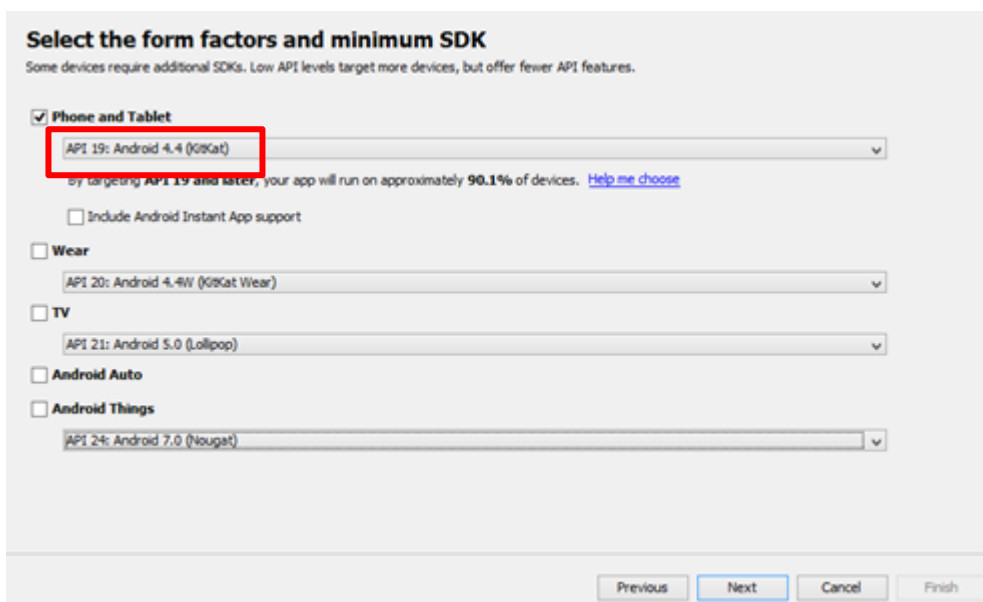 Select the form factors and minimum SDK
Some devices require additional SDKs. Low API levels target more devices, but offer fewer API features.
Phone and Tablet
API 19: Android 4.4 (KitKat)
By targeting API 19 and later, your app will run on approximately 90.1% of devices. Help me choose
Include Android Instant App support
Wear
API 20: Android 4.4W (KitKat Wear)
TV
API 21: Android 5.0 (Lollipop)
Android Auto
Android Things
API 24: Android 7.0 (Nougat)
Previous Next Cancel Finish